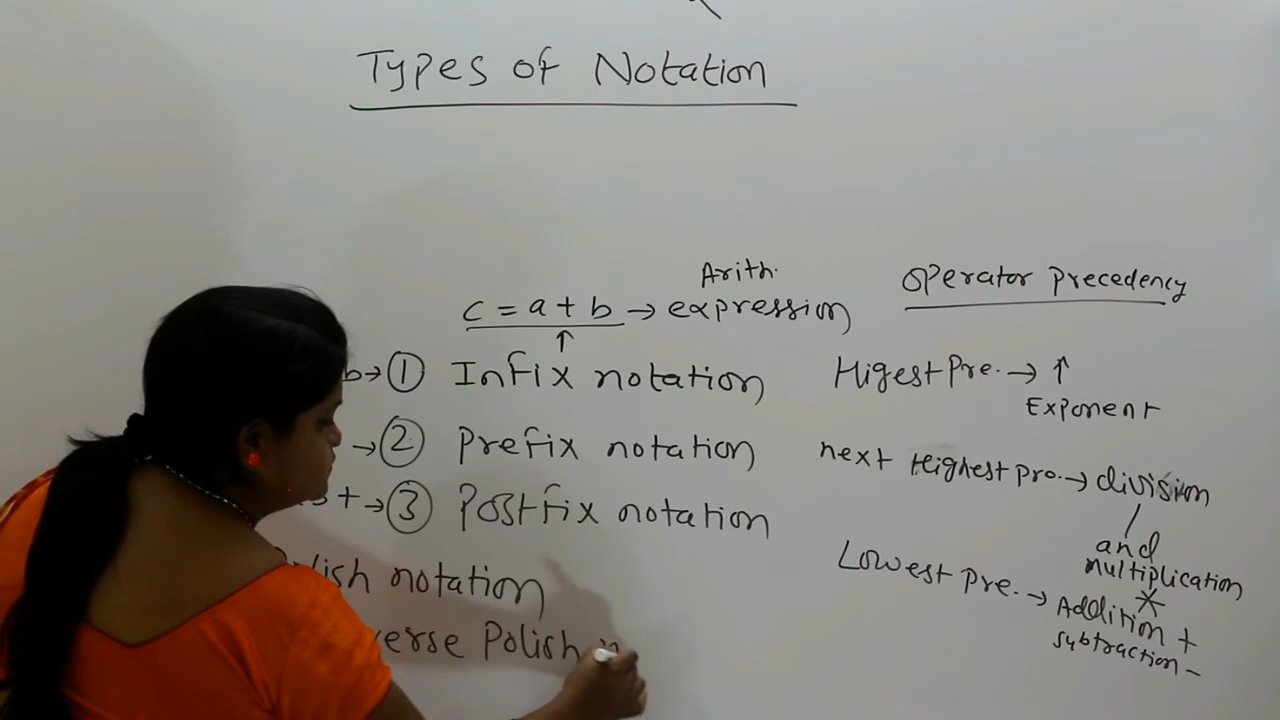 Types of Notation
Arith.
c = a + b → expression
b → ① Infix notation
→ ② Prefix notation
+ → ③ Postfix notation
notation
Polish
Operator Precedency
Higest Pre. → ↑
Exponent
next Highest pre. → division
/
and
multiplication
*
Lowest pre. → Addition +
subtraction -